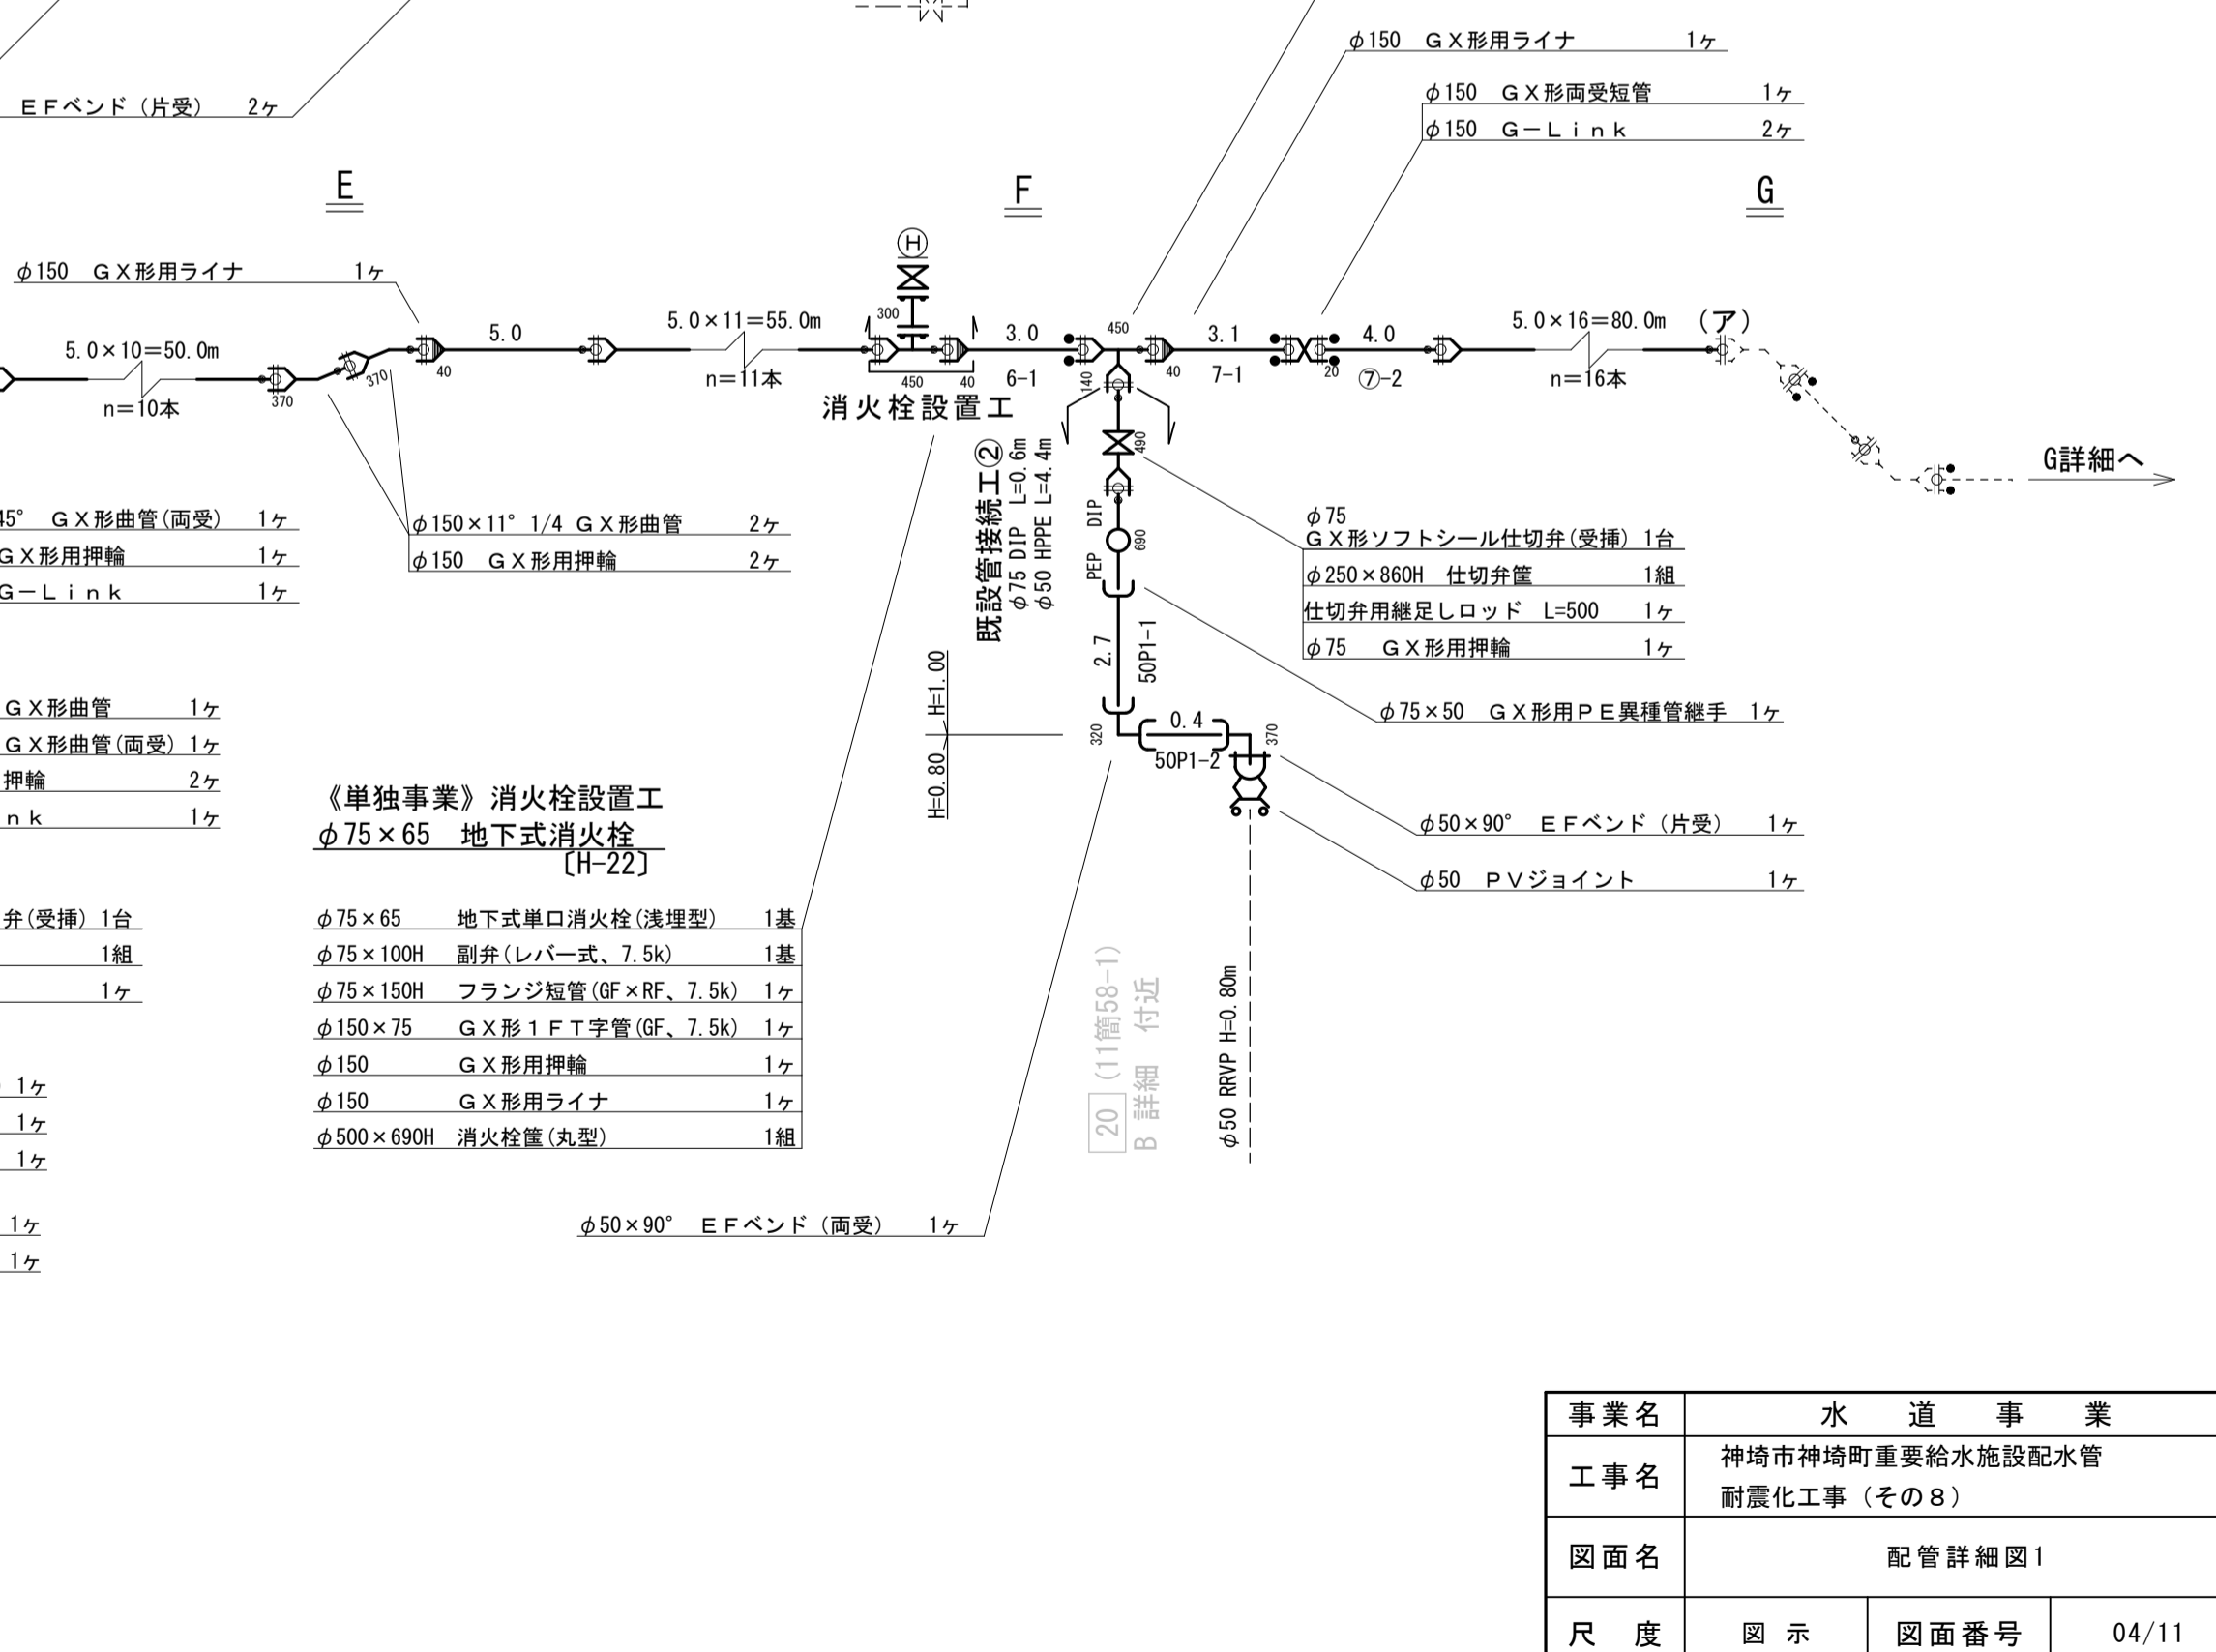 φ150 GX形用ライナ 1ヶ
EFベンド(片受) 2ヶ
φ150 GX形両受短管 1ヶ
φ150 G-Link 2ヶ
E
F
G
φ150 GX形用ライナ 1ヶ
H
300
5.0×10=50.0m
n=10本
370
370
40
5.0
5.0×11=55.0m
n=11本
450
40
消火栓設置工
3.0
6-1
450
140
40
3.1
7-1
20
4.0
⑦-2
5.0×16=80.0m
n=16本
(ア)
G詳細へ
45° GX形曲管(両受) 1ヶ
GX形用押輪 1ヶ
G-Link 1ヶ
φ150×11° 1/4 GX形曲管 2ヶ
φ150 GX形用押輪 2ヶ
既設管接続工②
φ75 DIP L=0.6m
φ50 HPPE L=4.4m
490
DIP
PEP
690
φ75
GX形ソフトシール仕切弁(受挿) 1台
φ250×860H 仕切弁筐 1組
仕切弁用継足しロッド L=500 1ヶ
φ75 GX形用押輪 1ヶ
2.7
50P1-1
φ75×50 GX形用PE異種管継手 1ヶ
H=1.00
H=0.80
320
0.4
50P1-2
370
GX形曲管 1ヶ
GX形曲管(両受) 1ヶ
押輪 2ヶ
nk 1ヶ
《単独事業》消火栓設置工
φ75×65 地下式消火栓
〔H-22〕
φ50×90° EFベンド(片受) 1ヶ
φ50 PVジョイント 1ヶ
弁(受挿) 1台
1組
1ヶ
φ75×65 地下式単口消火栓(浅埋型) 1基
φ75×100H 副弁(レバー式、7.5k) 1基
φ75×150H フランジ短管(GF×RF、7.5k) 1ヶ
φ150×75 GX形1FT字管(GF、7.5k) 1ヶ
φ150 GX形用押輪 1ヶ
φ150 GX形用ライナ 1ヶ
φ500×690H 消火栓筐(丸型) 1組
20 (11簡58-1)
B 詳細 付近
φ50 RRVP H=0.80m
1ヶ
1ヶ
1ヶ
1ヶ
1ヶ
φ50×90° EFベンド(両受) 1ヶ
事業名 水道事業
工事名 神埼市神埼町重要給水施設配水管
耐震化工事(その8)
図面名 配管詳細図1
尺度 図示 図面番号 04/11